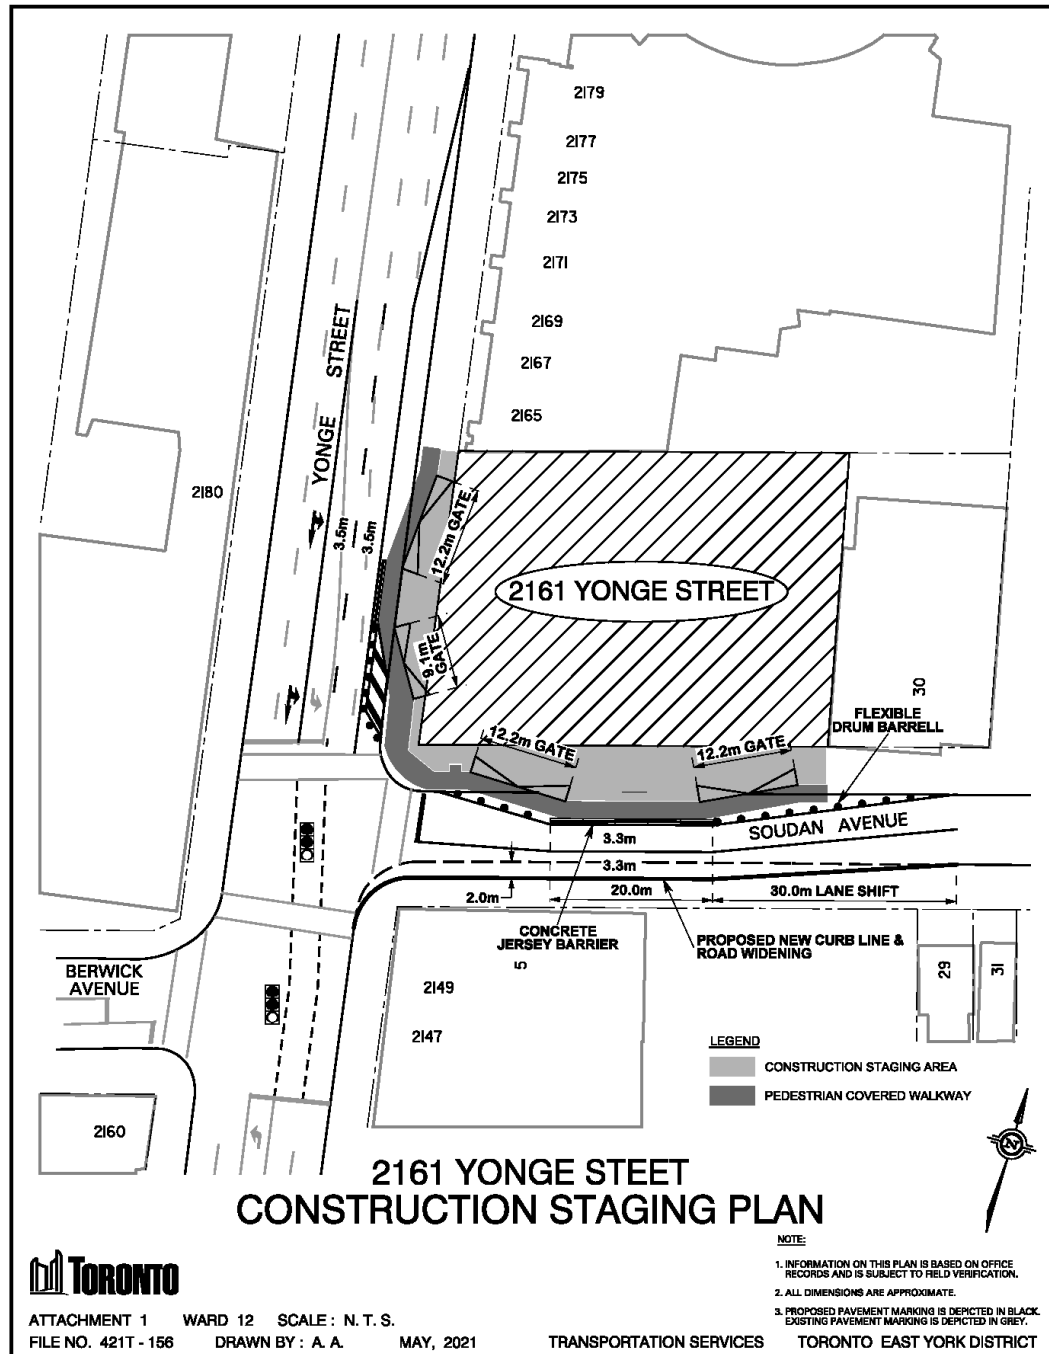 2179
2177
2175
2173
2171
2169
2167
2165
YONGE STREET
2180
3.5m
3.5m
12.2m GATE
2161 YONGE STREET
9.1m
GATE
30
FLEXIBLE
DRUM BARRELL
12.2m GATE
12.2m GATE
SOUDAN AVENUE
3.3m
3.3m
2.0m
20.0m
30.0m LANE SHIFT
CONCRETE
JERSEY BARRIER
PROPOSED NEW CURB LINE &
ROAD WIDENING
BERWICK
AVENUE
5
2149
2147
29
31
LEGEND
CONSTRUCTION STAGING AREA
PEDESTRIAN COVERED WALKWAY
2160
N
2161 YONGE STEET
CONSTRUCTION STAGING PLAN
NOTE:
1. INFORMATION ON THIS PLAN IS BASED ON OFFICE
RECORDS AND IS SUBJECT TO FIELD VERIFICATION.
2. ALL DIMENSIONS ARE APPROXIMATE.
3. PROPOSED PAVEMENT MARKING IS DEPICTED IN BLACK.
EXISTING PAVEMENT MARKING IS DEPICTED IN GREY.
TORONTO
ATTACHMENT 1 WARD 12 SCALE : N. T. S.
FILE NO. 421T - 156 DRAWN BY : A. A. MAY, 2021 TRANSPORTATION SERVICES TORONTO EAST YORK DISTRICT